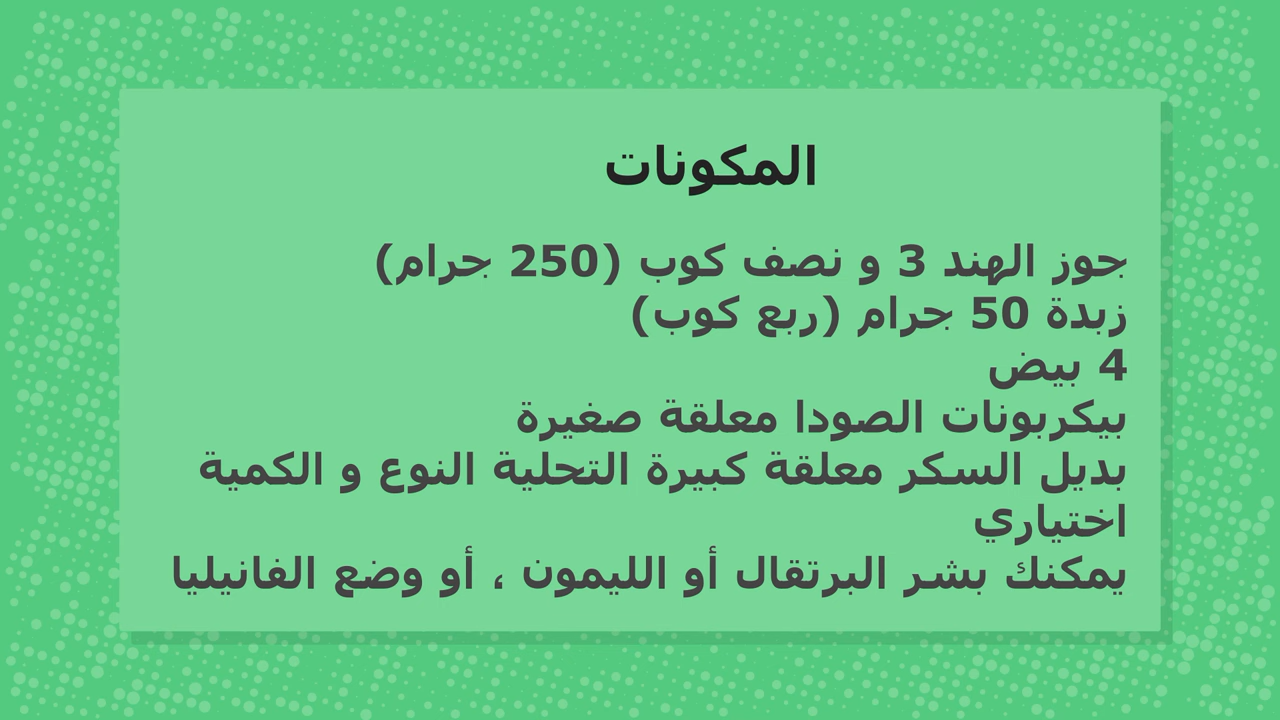 المكونات
جوز الهند 3 و نصف كوب (250 جرام)
زبدة 50 جرام (ربع كوب)
4 بيض
بيكربونات الصودا معلقة صغيرة
بديل السكر معلقة كبيرة التحلية النوع و الكمية
اختياري
يمكنك بشر البرتقال أو الليمون ، أو وضع الفانيليا